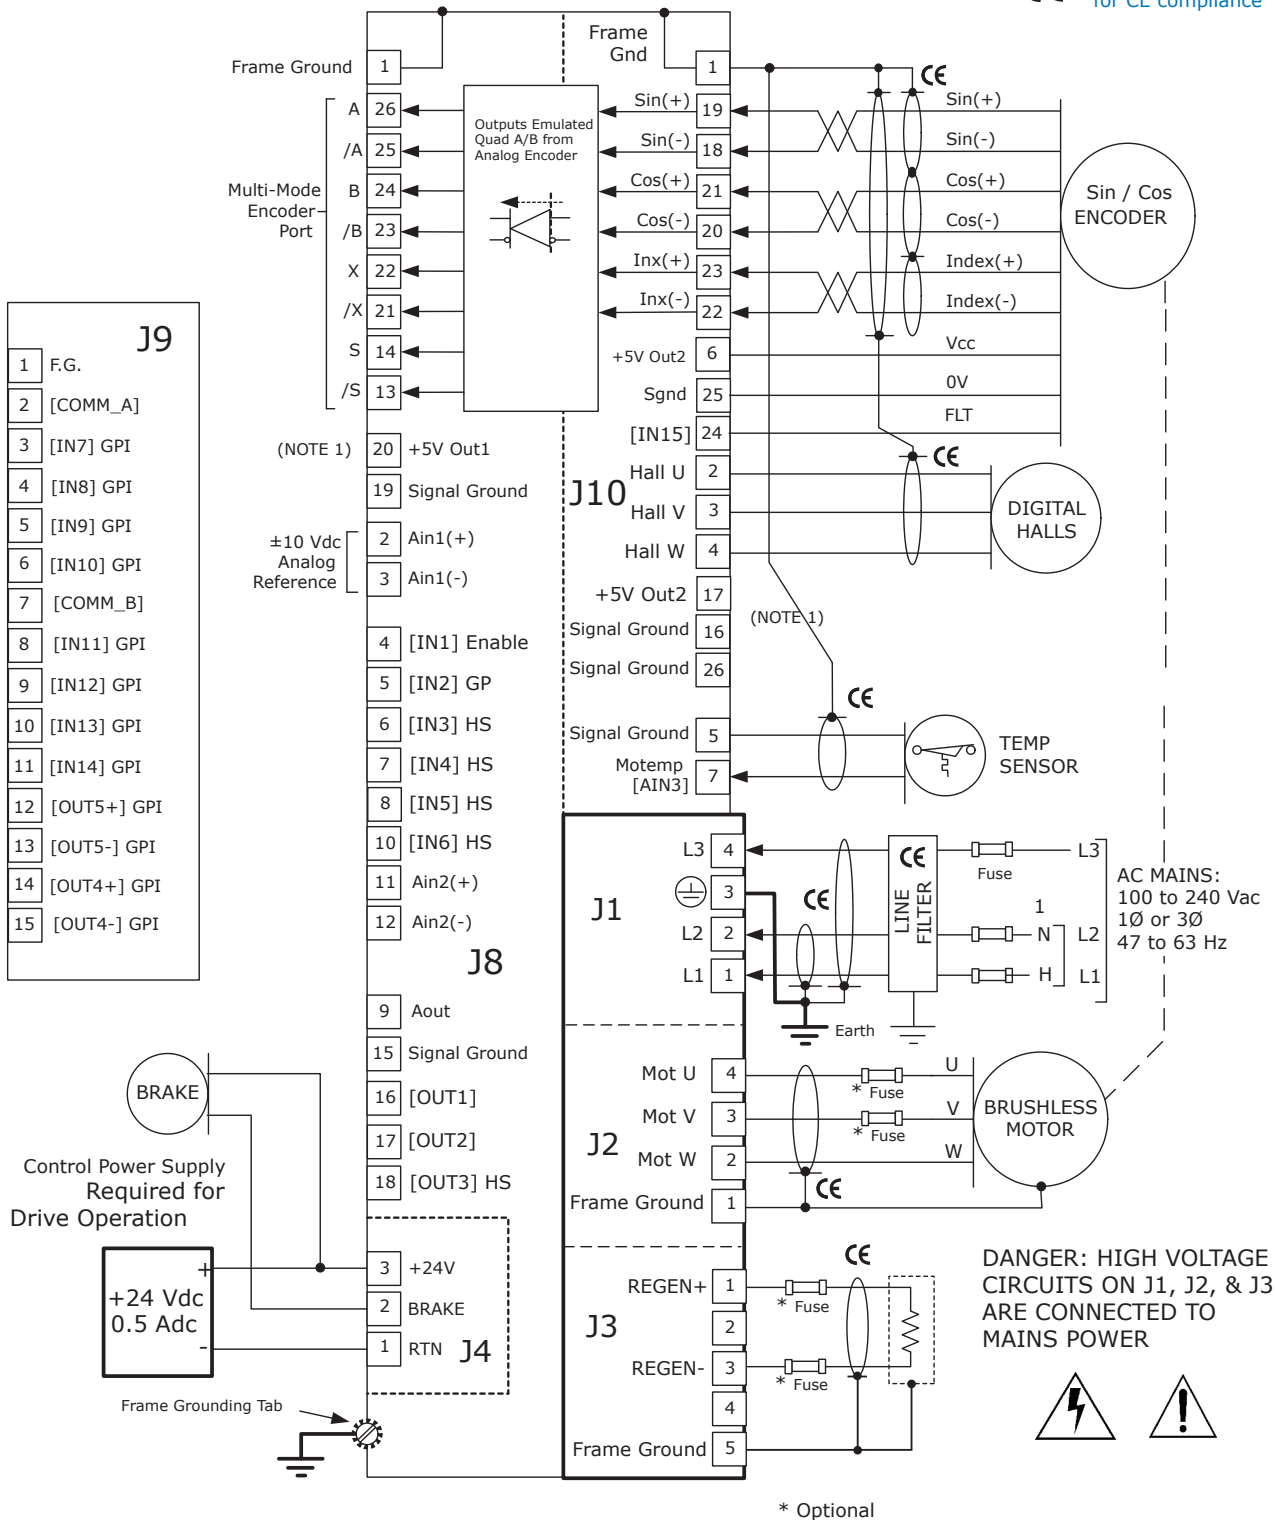 for CE compliance
Frame Gnd
Frame Ground 1
1
CE
A 26
/A 25
B 24
/B 23
X 22
/X 21
S 14
/S 13
Multi-Mode
Encoder
Port
Outputs Emulated
Quad A/B from
Analog Encoder
Sin(+) 19 Sin(+)
Sin(-) 18 Sin(-)
Cos(+) 21 Cos(+)
Cos(-) 20 Cos(-)
Inx(+) 23 Index(+)
Inx(-) 22 Index(-)
+5V Out2 6 Vcc
Sgnd 25 0V
[IN15] 24 FLT
Sin / Cos
ENCODER
J9
1 F.G.
2 [COMM_A]
3 [IN7] GPI
4 [IN8] GPI
5 [IN9] GPI
6 [IN10] GPI
7 [COMM_B]
8 [IN11] GPI
9 [IN12] GPI
10 [IN13] GPI
11 [IN14] GPI
12 [OUT5+] GPI
13 [OUT5-] GPI
14 [OUT4+] GPI
15 [OUT4-] GPI
(NOTE 1) 20 +5V Out1
19 Signal Ground
±10 Vdc
Analog
Reference
2 Ain1(+)
3 Ain1(-)
4 [IN1] Enable
5 [IN2] GP
6 [IN3] HS
7 [IN4] HS
8 [IN5] HS
10 [IN6] HS
11 Ain2(+)
12 Ain2(-)
J8
9 Aout
15 Signal Ground
16 [OUT1]
17 [OUT2]
18 [OUT3] HS
J10
CE
Hall U 2
Hall V 3
Hall W 4
DIGITAL
HALLS
+5V Out2 17
(NOTE 1)
Signal Ground 16
Signal Ground 26
CE
Signal Ground 5
Motemp
[AIN3] 7
TEMP
SENSOR
J1
L3 4
3
L2 2
L1 1
CE
CE
LINE
FILTER
Fuse
L3
1
N L2
H L1
AC MAINS:
100 to 240 Vac
1Ø or 3Ø
47 to 63 Hz
Earth
J2
Mot U 4
Mot V 3
Mot W 2
Frame Ground 1
* Fuse
* Fuse
U
V
W
CE
BRUSHLESS
MOTOR
BRAKE
Control Power Supply
Required for
Drive Operation
+
+24 Vdc
0.5 Adc
-
3 +24V
2 BRAKE
1 RTN
J4
Frame Grounding Tab
J3
REGEN+ 1
2
REGEN- 3
4
Frame Ground 5
CE
* Fuse
* Fuse
DANGER: HIGH VOLTAGE
CIRCUITS ON J1, J2, & J3
ARE CONNECTED TO
MAINS POWER
* Optional